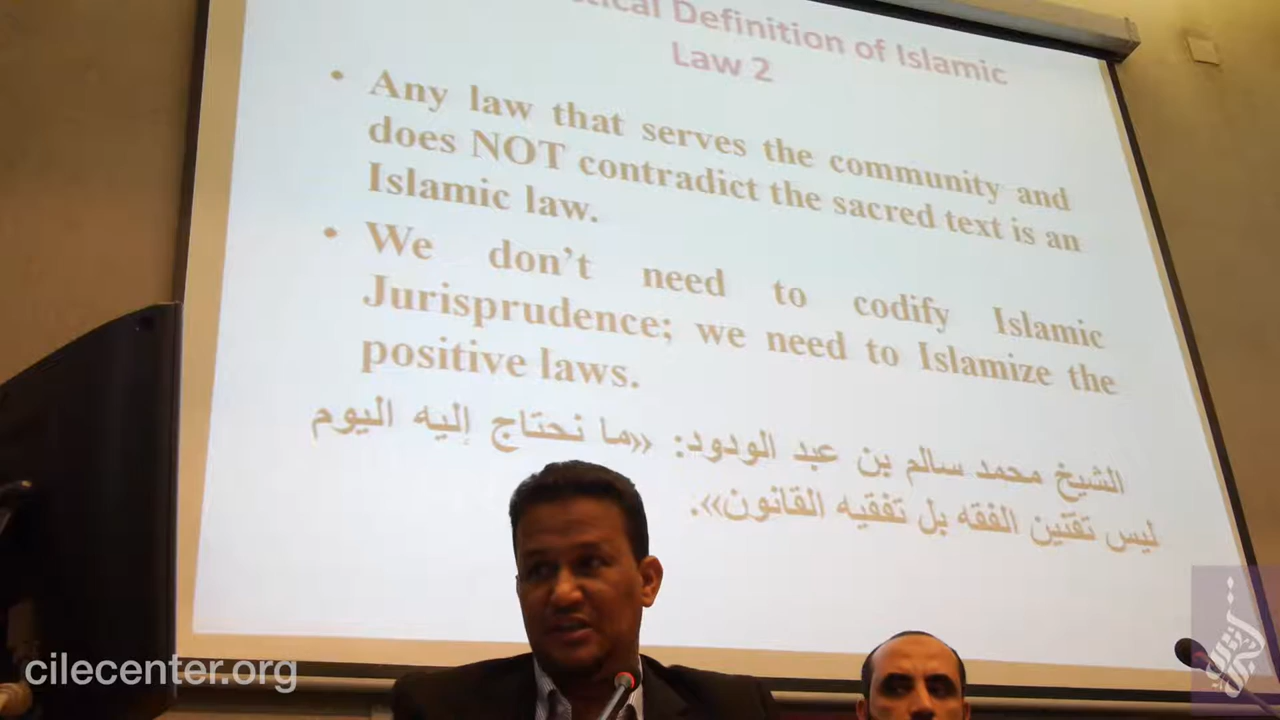 Definition of Islamic
Law 2
• Any law that serves the community and
does NOT contradict the sacred text is an
Islamic law.
• We don’t need to codify Islamic
Jurisprudence; we need to Islamize the
positive laws.
الشيخ محمد سالم بن عبد الودود: «ما نحتاج إليه اليوم
ليس تقنين الفقه بل تفقيه القانون».
cilecenter.org